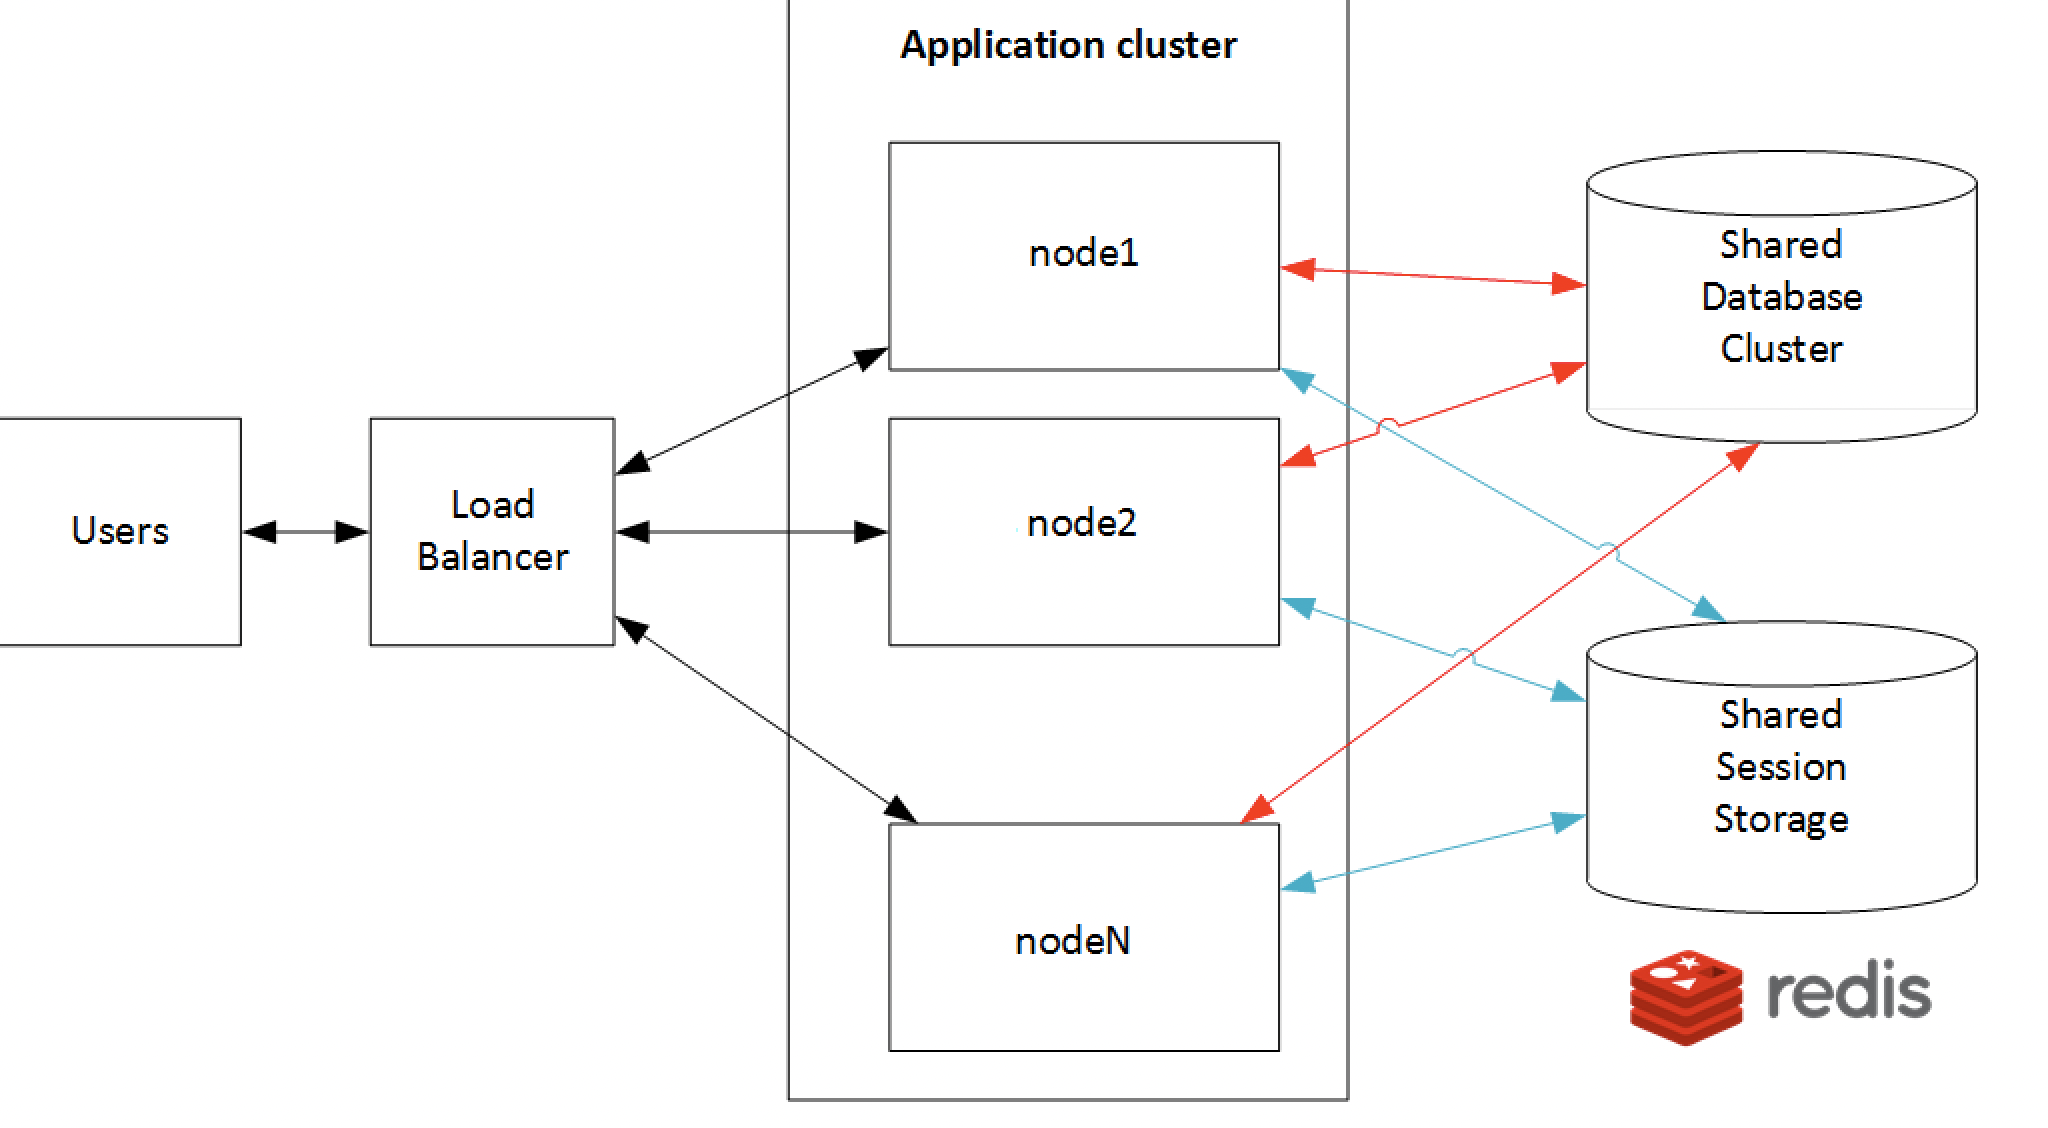 Application cluster
Users
Load
Balancer
node1
node2
nodeN
Shared
Database
Cluster
Shared
Session
Storage
redis